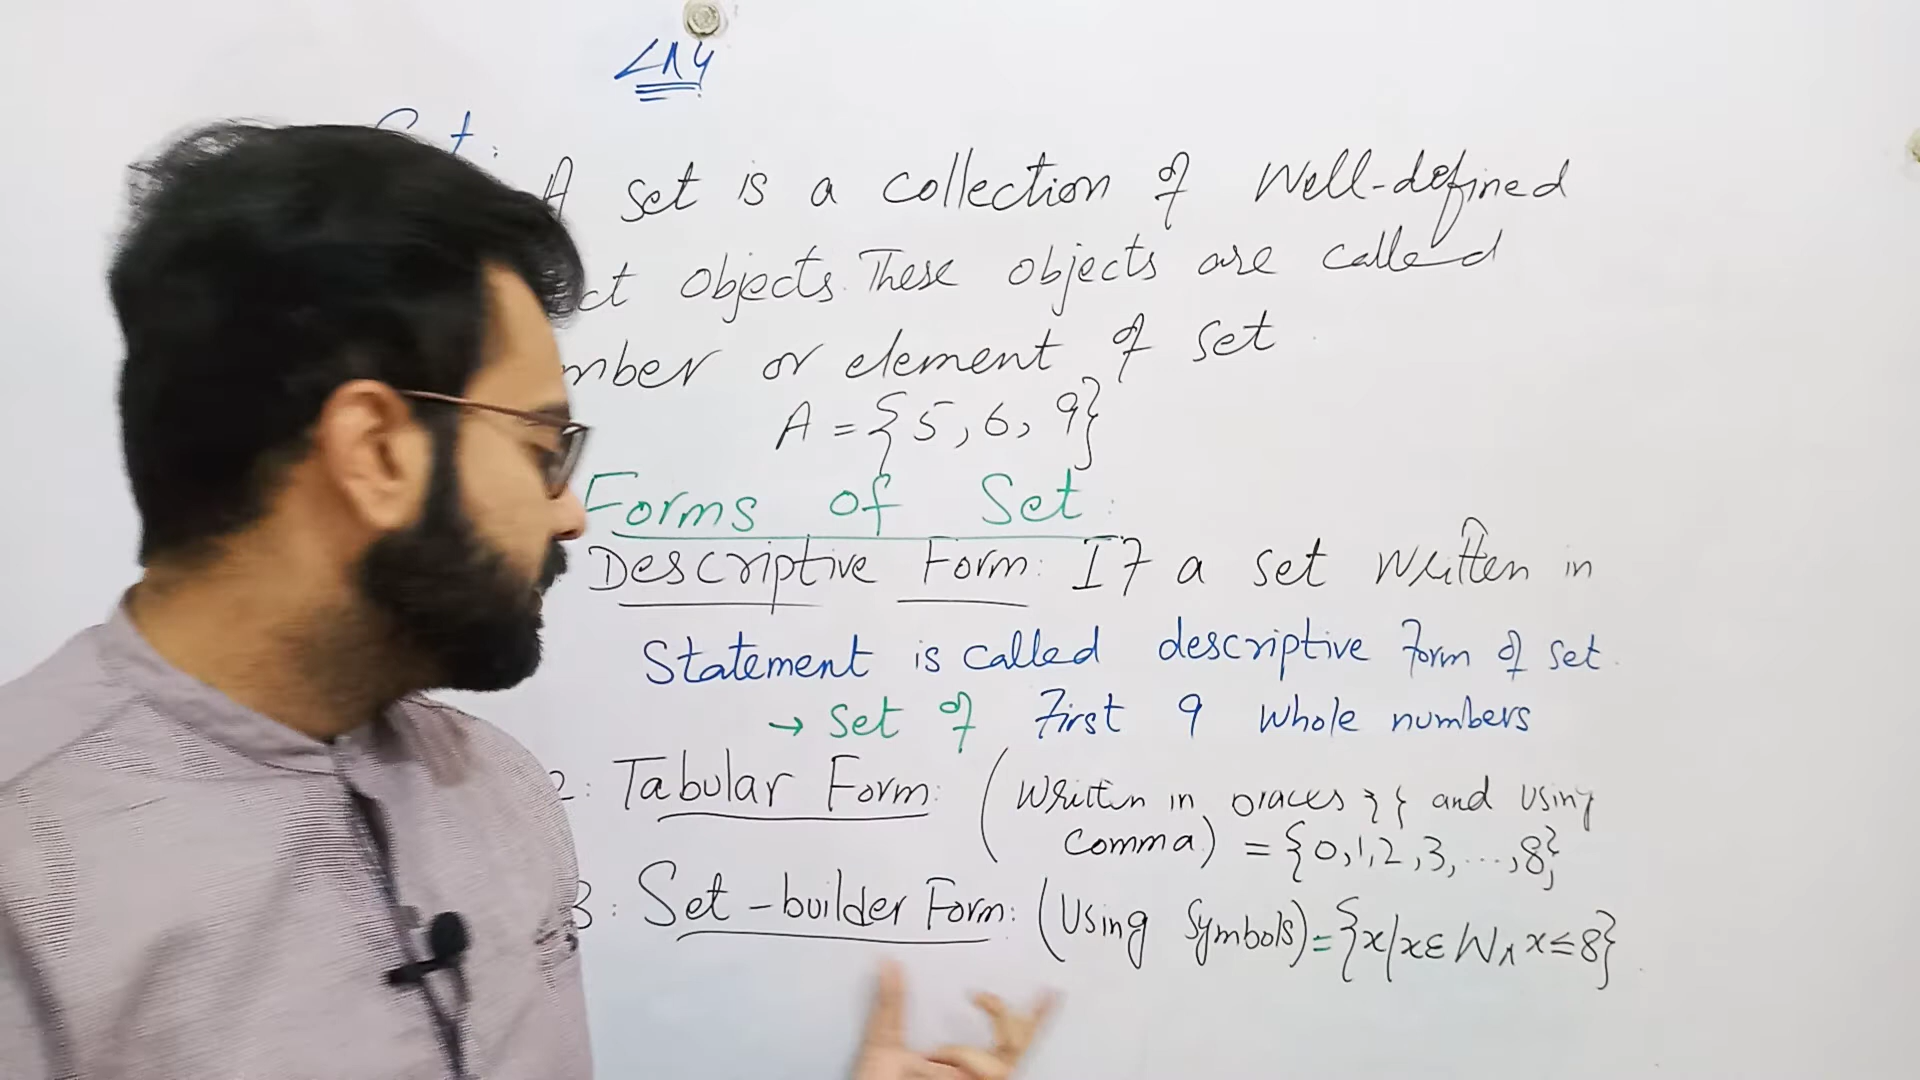 A set is a collection of Well-defined
ct objects. These objects are called
mber or element of set
A = {5, 6, 9}
Forms of Set:
Descriptive Form: If a set written in
Statement is called descriptive form of set.
→ Set of first 9 whole numbers
2: Tabular Form: (Written in braces { } and using
comma) = {0,1,2,3,...,8}
3: Set-builder Form: (Using Symbols) = {x/x∈W∧x≤8}